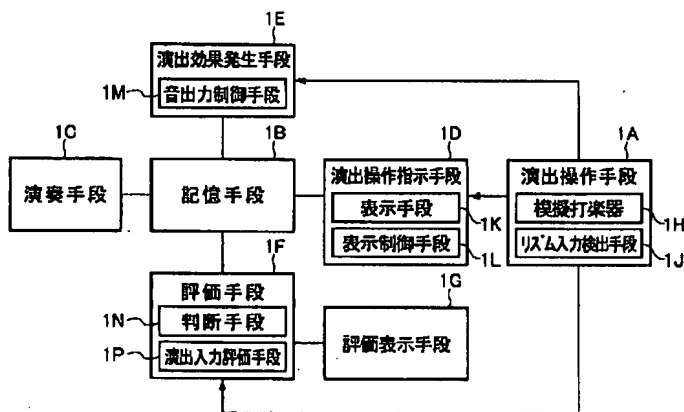 1E
演出効果発生手段
1M
音出力制御手段
1C
1B
1D
1A
演奏手段
記憶手段
演出操作指示手段
演出操作手段
表示手段
1K
模擬打楽器
1H
表示制御手段
1L
リズム入力検出手段
1J
1F
評価手段
1N
判断手段
1P
演出入力評価手段
1G
評価表示手段